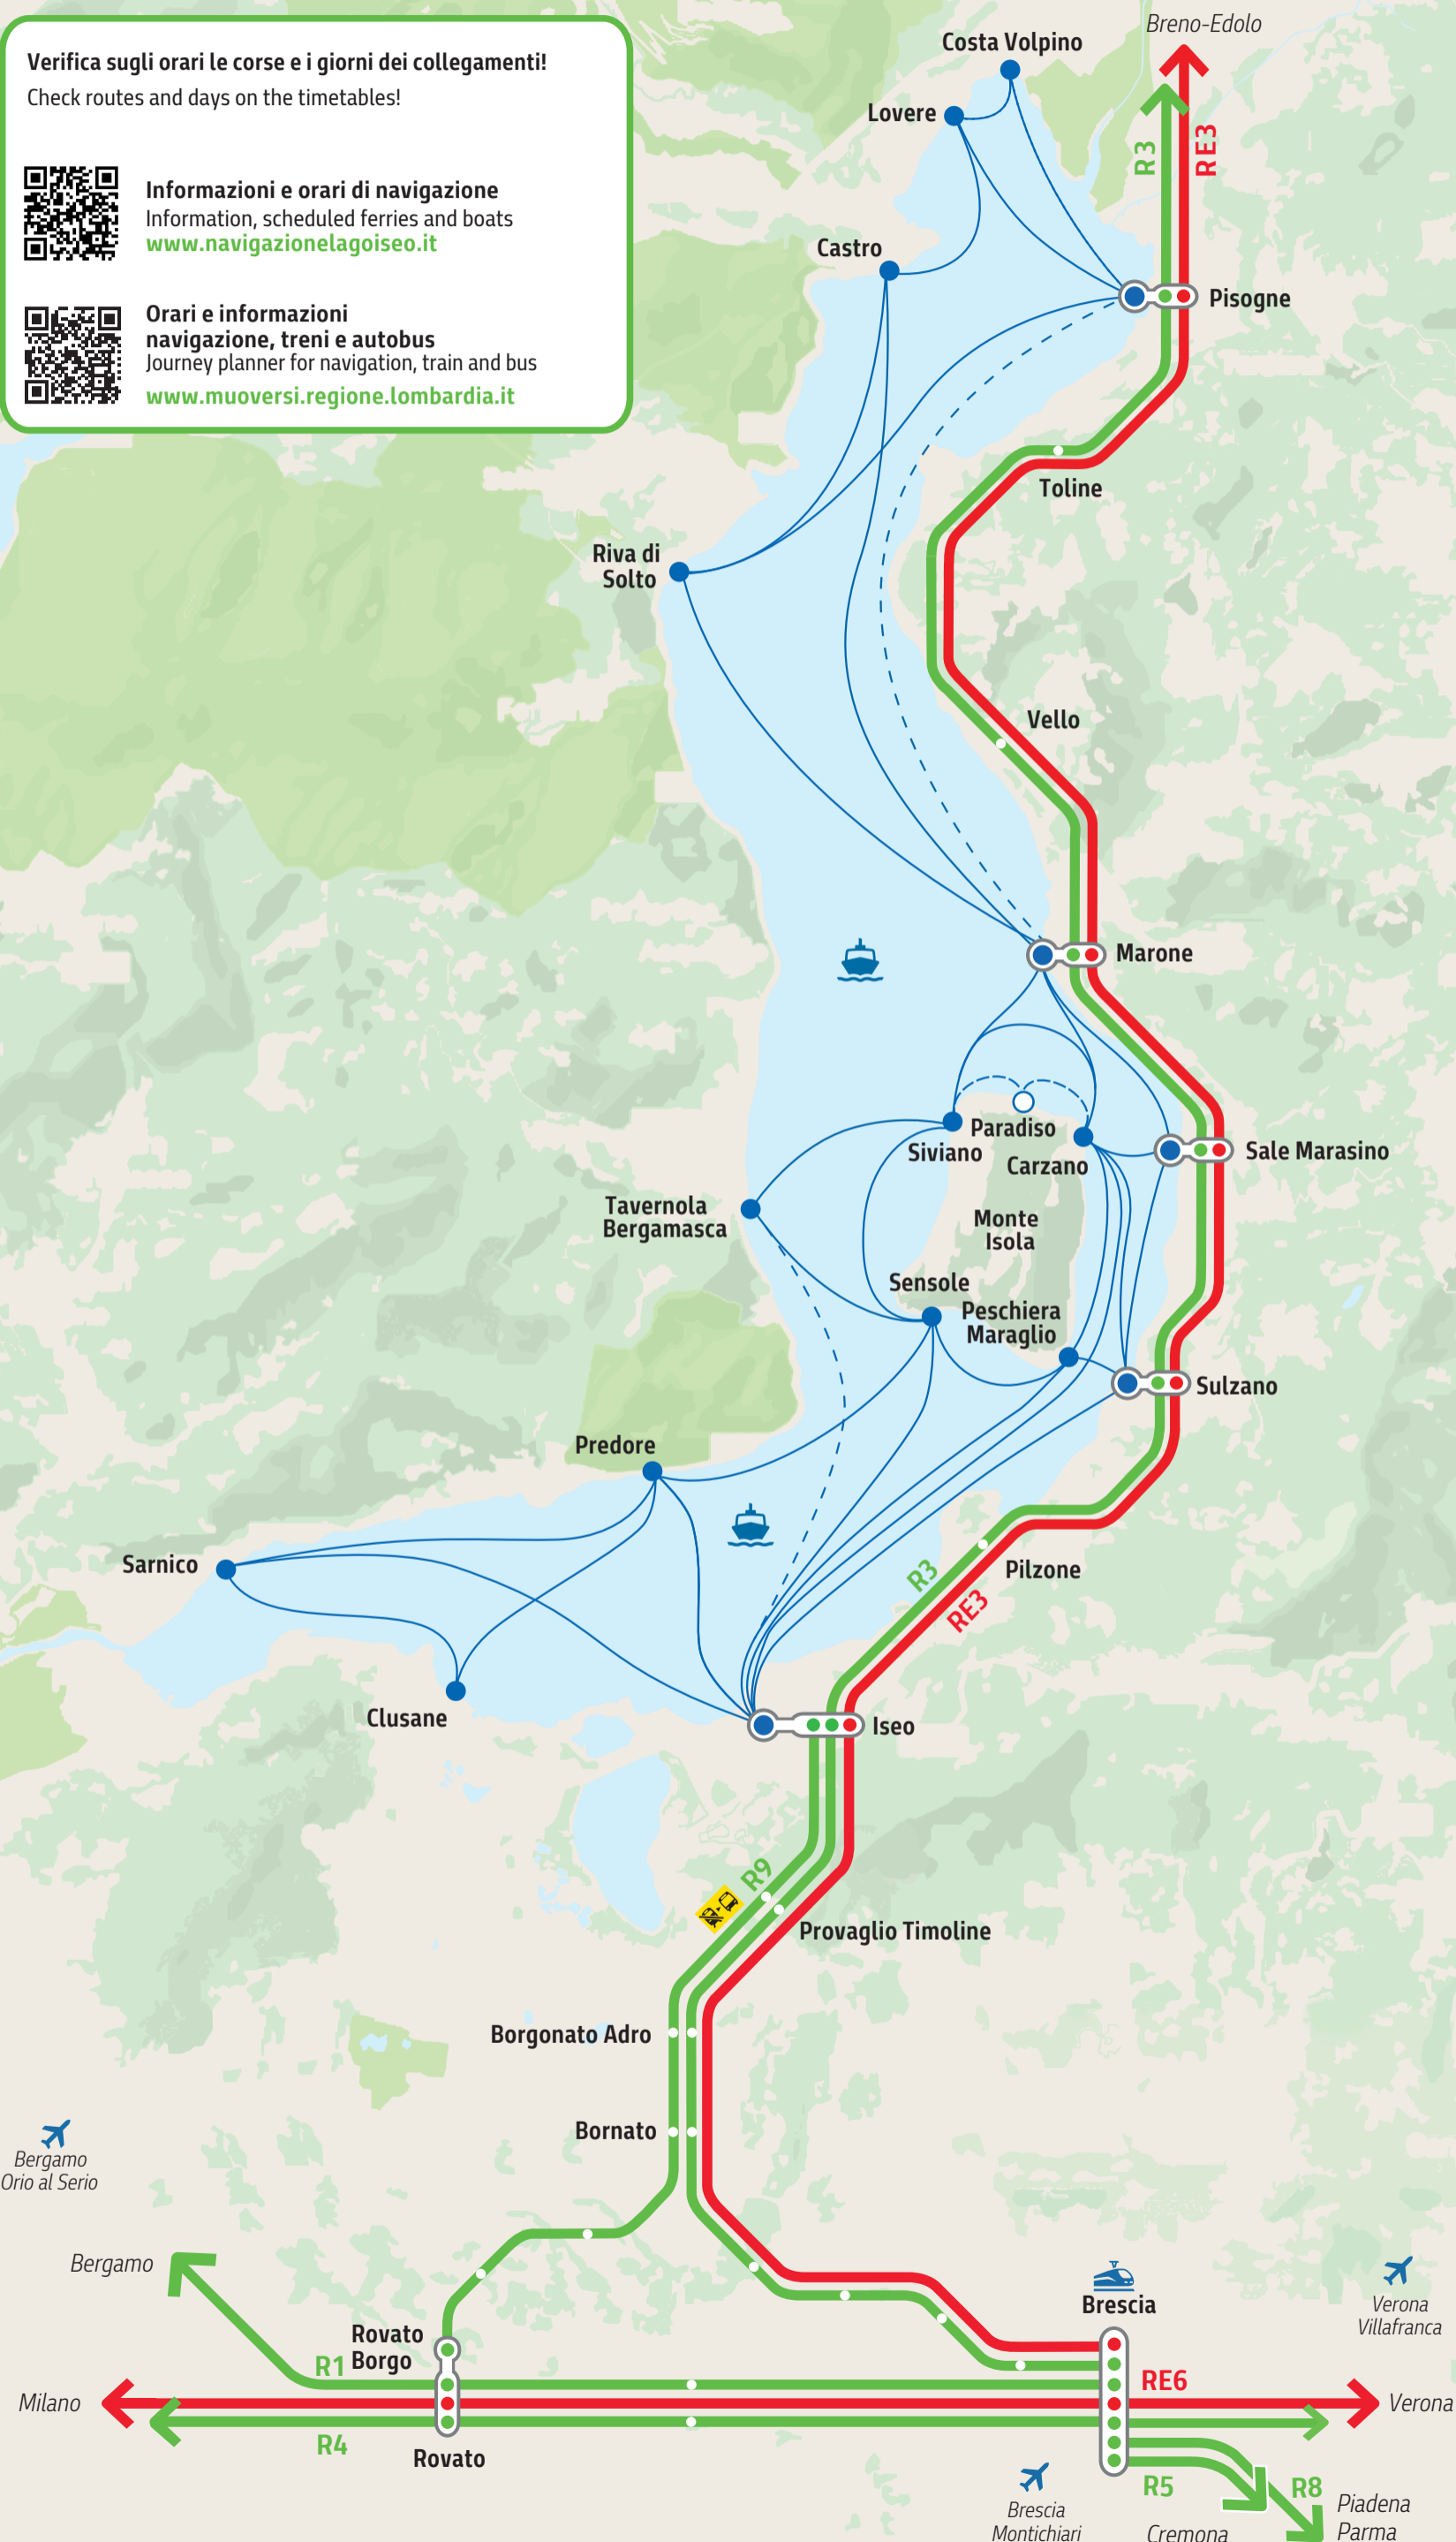 Verifica sugli orari le corse e i giorni dei collegamenti!
Check routes and days on the timetables!
Informazioni e orari di navigazione
Information, scheduled ferries and boats
www.navigazionelagoiseo.it
Orari e informazioni
navigazione, treni e autobus
Journey planner for navigation, train and bus
www.muoversi.regione.lombardia.it
Breno-Edolo
Costa Volpino
Lovere
R3
RE3
Castro
Pisogne
Toline
Riva di
Solto
Vello
Marone
Paradiso
Siviano
Carzano
Sale Marasino
Tavernola
Bergamasca
Monte
Isola
Sensole
Peschiera
Maraglio
Sulzano
Predore
Sarnico
Pilzone
R3
RE3
Clusane
Iseo
R9
Provaglio Timoline
Borgonato Adro
Bornato
Bergamo
Orio al Serio
Bergamo
Brescia
Verona
Villafranca
Rovato
Borgo
R1
RE6
Milano
Verona
R4
Rovato
R5
R8
Brescia
Montichiari
Cremona
Piadena
Parma